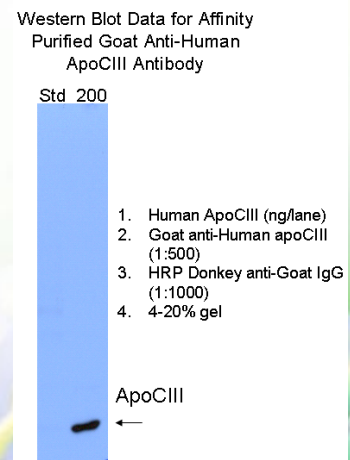 Western Blot Data for Affinity
Purified Goat Anti-Human
ApoCIII Antibody
Std 200
1. Human ApoCIII (ng/lane)
2. Goat anti-Human apoCIII
(1:500)
3. HRP Donkey anti-Goat IgG
(1:1000)
4. 4-20% gel
ApoCIII